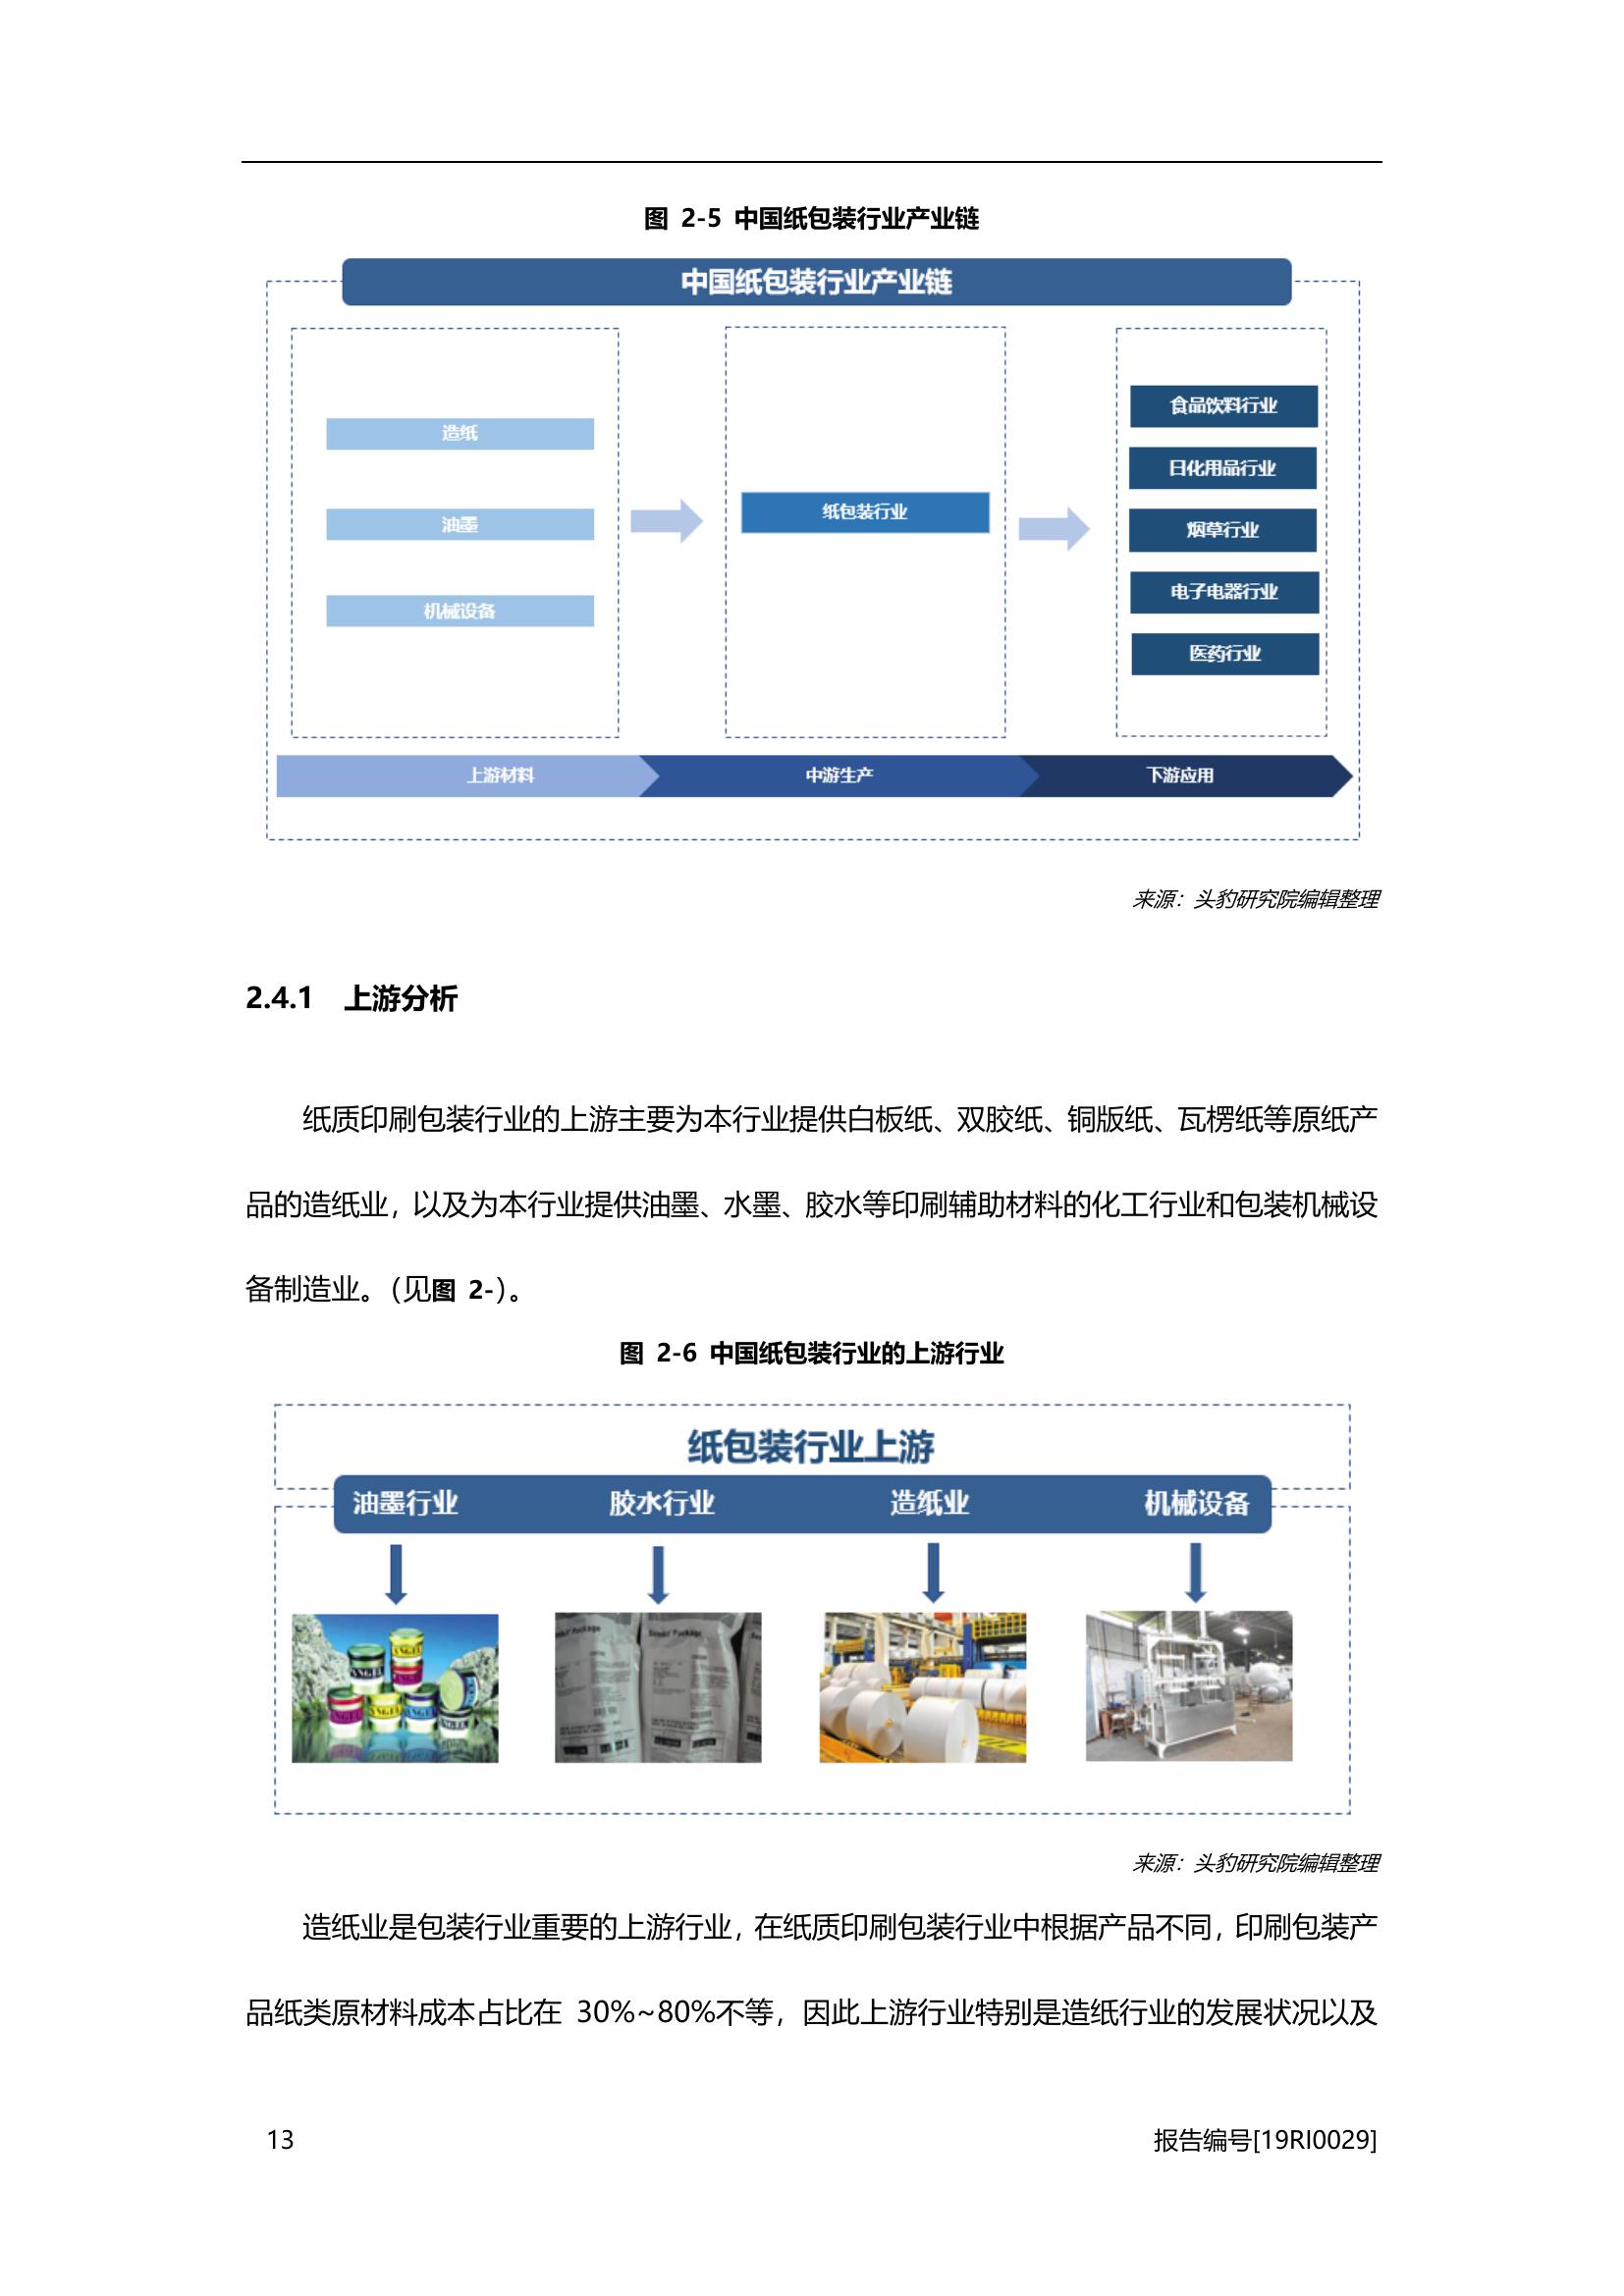 图 2-5 中国纸包装行业产业链
中国纸包装行业产业链
造纸
油墨
机械设备
纸包装行业
食品饮料行业
日化用品行业
烟草行业
电子电器行业
医药行业
上游材料
中游生产
下游应用
来源：头豹研究院编辑整理
2.4.1 上游分析
纸质印刷包装行业的上游主要为本行业提供白板纸、双胶纸、铜版纸、瓦楞纸等原纸产
品的造纸业，以及为本行业提供油墨、水墨、胶水等印刷辅助材料的化工行业和包装机械设
备制造业。（见图 2-）。
图 2-6 中国纸包装行业的上游行业
纸包装行业上游
油墨行业 胶水行业 造纸业 机械设备
ANGEL
来源：头豹研究院编辑整理
造纸业是包装行业重要的上游行业，在纸质印刷包装行业中根据产品不同，印刷包装产
品纸类原材料成本占比在 30%~80%不等，因此上游行业特别是造纸行业的发展状况以及
13
报告编号[19RI0029]